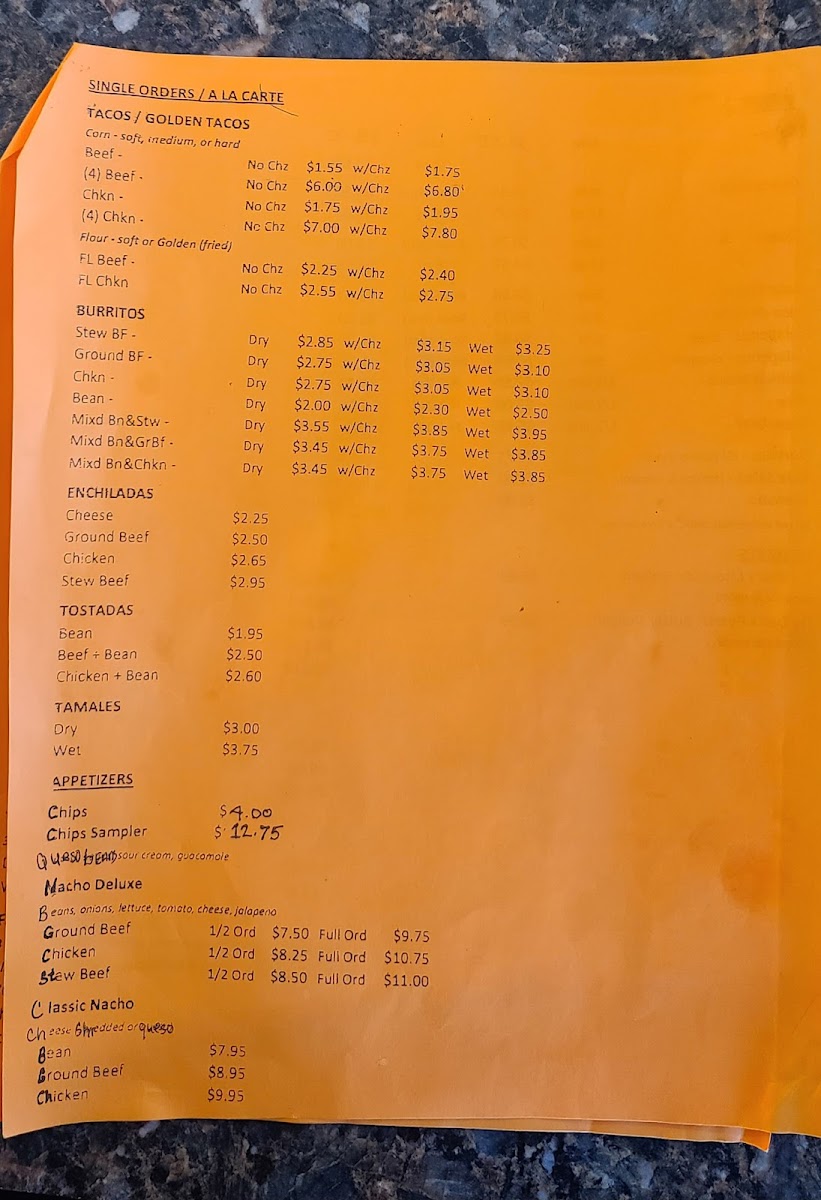 SINGLE ORDERS / A LA CARTE
TACOS / GOLDEN TACOS
Corn - soft, medium, or hard
Beef - No Chz $1.55 w/Chz $1.75
(4) Beef - No Chz $6.00 w/Chz $6.80
Chkn - No Chz $1.75 w/Chz $1.95
(4) Chkn - No Chz $7.00 w/Chz $7.80
Flour - soft or Golden (fried)
FL Beef - No Chz $2.25 w/Chz $2.40
FL Chkn No Chz $2.55 w/Chz $2.75
BURRITOS
Stew BF - Dry $2.85 w/Chz $3.15 Wet $3.25
Ground BF - Dry $2.75 w/Chz $3.05 Wet $3.10
Chkn - Dry $2.75 w/Chz $3.05 Wet $3.10
Bean - Dry $2.00 w/Chz $2.30 Wet $2.50
Mixd Bn&Stw - Dry $3.55 w/Chz $3.85 Wet $3.95
Mixd Bn&GrBf - Dry $3.45 w/Chz $3.75 Wet $3.85
Mixd Bn&Chkn - Dry $3.45 w/Chz $3.75 Wet $3.85
ENCHILADAS
Cheese $2.25
Ground Beef $2.50
Chicken $2.65
Stew Beef $2.95
TOSTADAS
Bean $1.95
Beef + Bean $2.50
Chicken + Bean $2.60
TAMALES
Dry $3.00
Wet $3.75
APPETIZERS
Chips $4.00
Chips Sampler $12.75
Queso, bean, sour cream, guacamole
Nacho Deluxe
Beans, onions, lettuce, tomato, cheese, jalapeno
Ground Beef 1/2 Ord $7.50 Full Ord $9.75
Chicken 1/2 Ord $8.25 Full Ord $10.75
Stew Beef 1/2 Ord $8.50 Full Ord $11.00
Classic Nacho
Cheese Shredded or queso
Bean $7.95
Ground Beef $8.95
Chicken $9.95